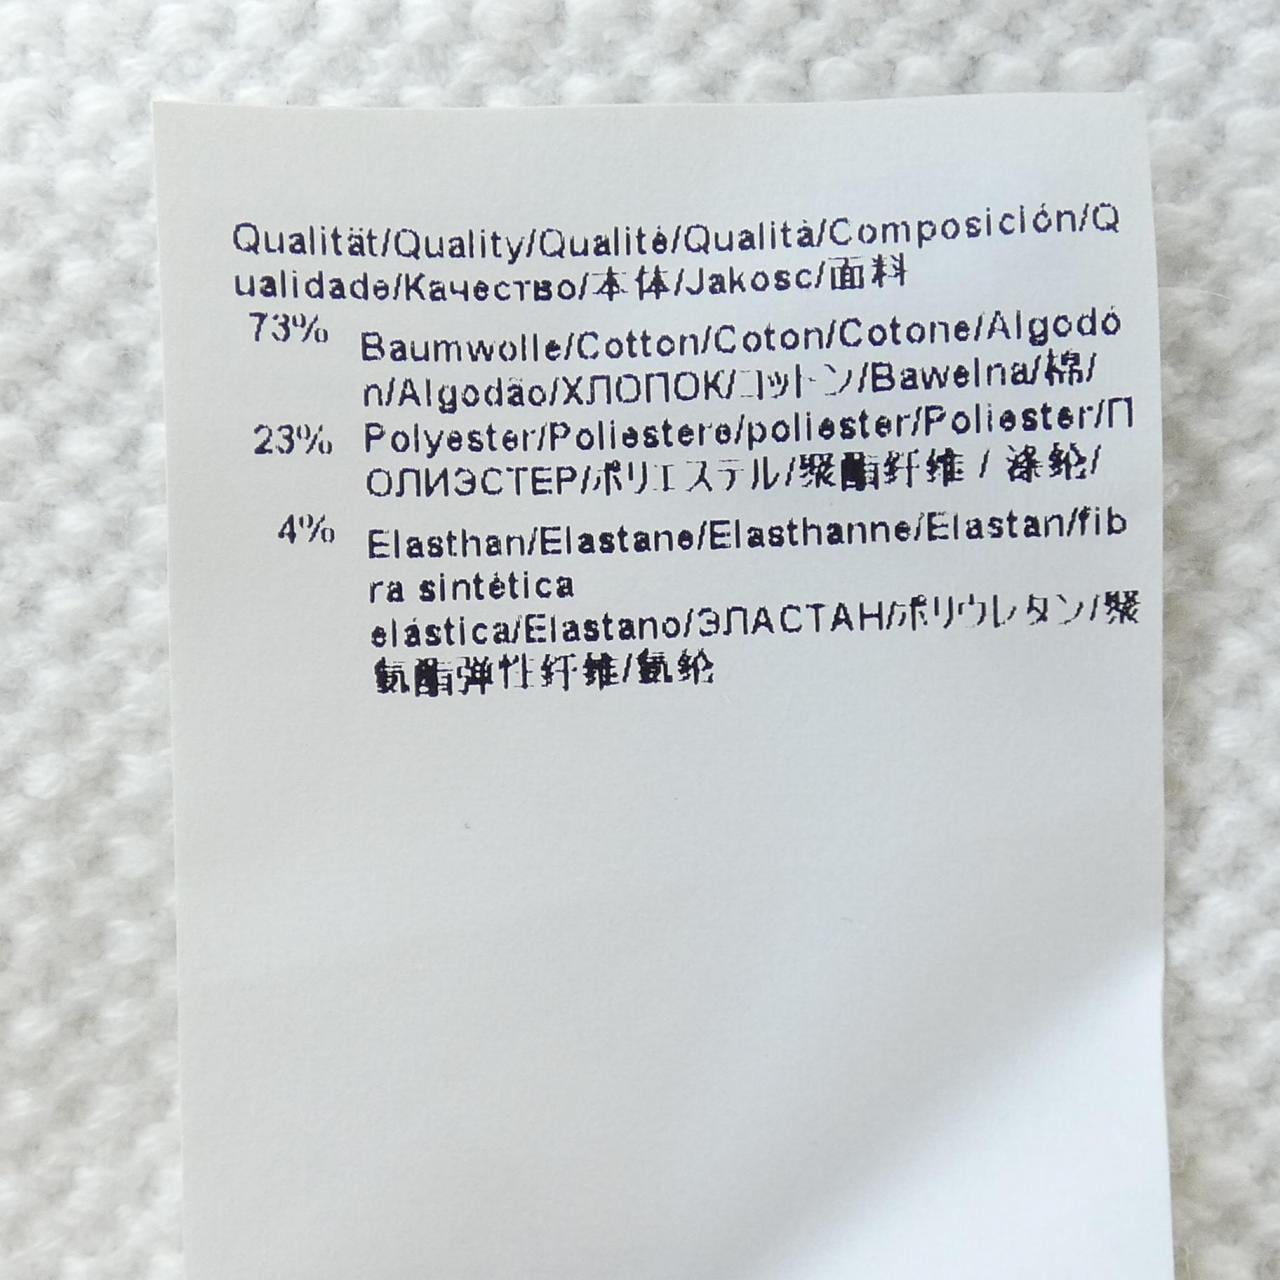 Qualität/Quality/Qualité/Qualità/Composición/Q
ualidade/Качество/本体/Jakosc/面料
73% Baumwolle/Cotton/Coton/Cotone/Algodó
n/Algodão/ХЛОПОК/コットン/Bawelna/棉/
23% Polyester/Poliestere/poliester/Poliester/П
ОЛИЭСТЕР/ポリエステル/聚酯纤维 / 涤纶/
4% Elasthan/Elastane/Elasthanne/Elastan/fib
ra sintética
elástica/Elastano/ЭЛАСТАН/ポリウレタン/聚
氨酯弹性纤维/氨纶